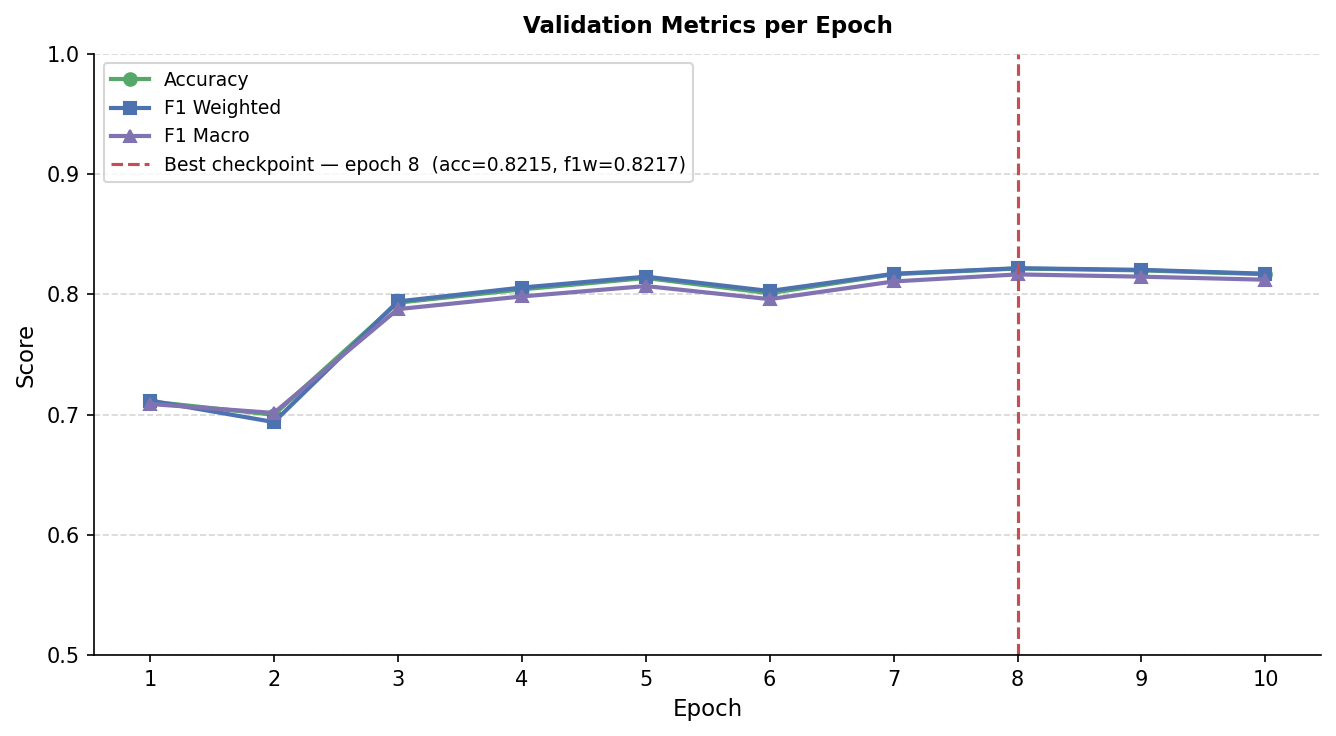 Validation Metrics per Epoch
1.0
0.9
0.8
0.7
0.6
0.5
Score
Accuracy
F1 Weighted
F1 Macro
Best checkpoint — epoch 8  (acc=0.8215, f1w=0.8217)
1 2 3 4 5 6 7 8 9 10
Epoch